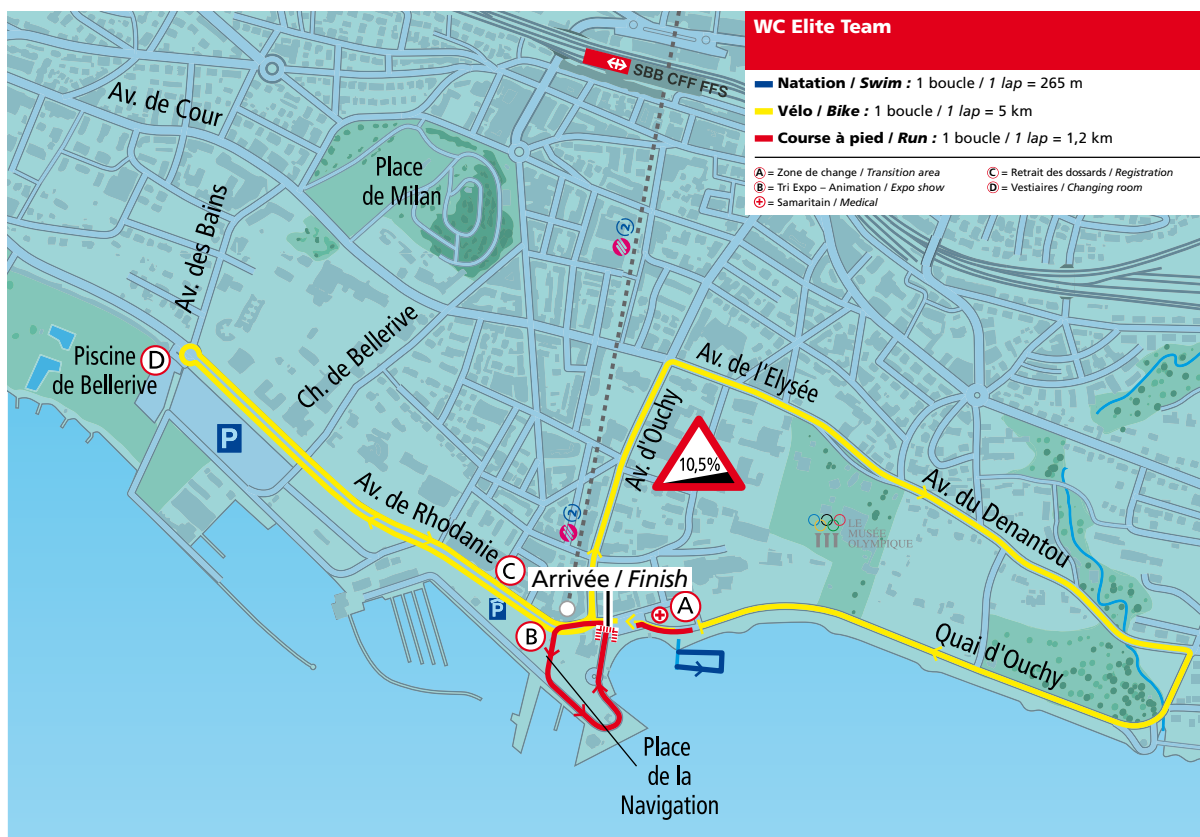 WC Elite Team
Natation / Swim : 1 boucle / 1 lap = 265 m
Vélo / Bike : 1 boucle / 1 lap = 5 km
Course à pied / Run : 1 boucle / 1 lap = 1,2 km
A = Zone de change / Transition area
B = Tri Expo – Animation / Expo show
= Samaritain / Medical
C = Retrait des dossards / Registration
D = Vestiaires / Changing room
SBB CFF FFS
Av. de Cour
Place
de Milan
Av. des Bains
2
Piscine
de Bellerive
D
Ch. de Bellerive
P
Av. de l'Elysée
Av. d'Ouchy
10,5%
Av. de Rhodanie
2
LE
MUSÉE
OLYMPIQUE
Av. du Denantou
C
Arrivée / Finish
P
A
B
Quai d'Ouchy
Place
de la
Navigation